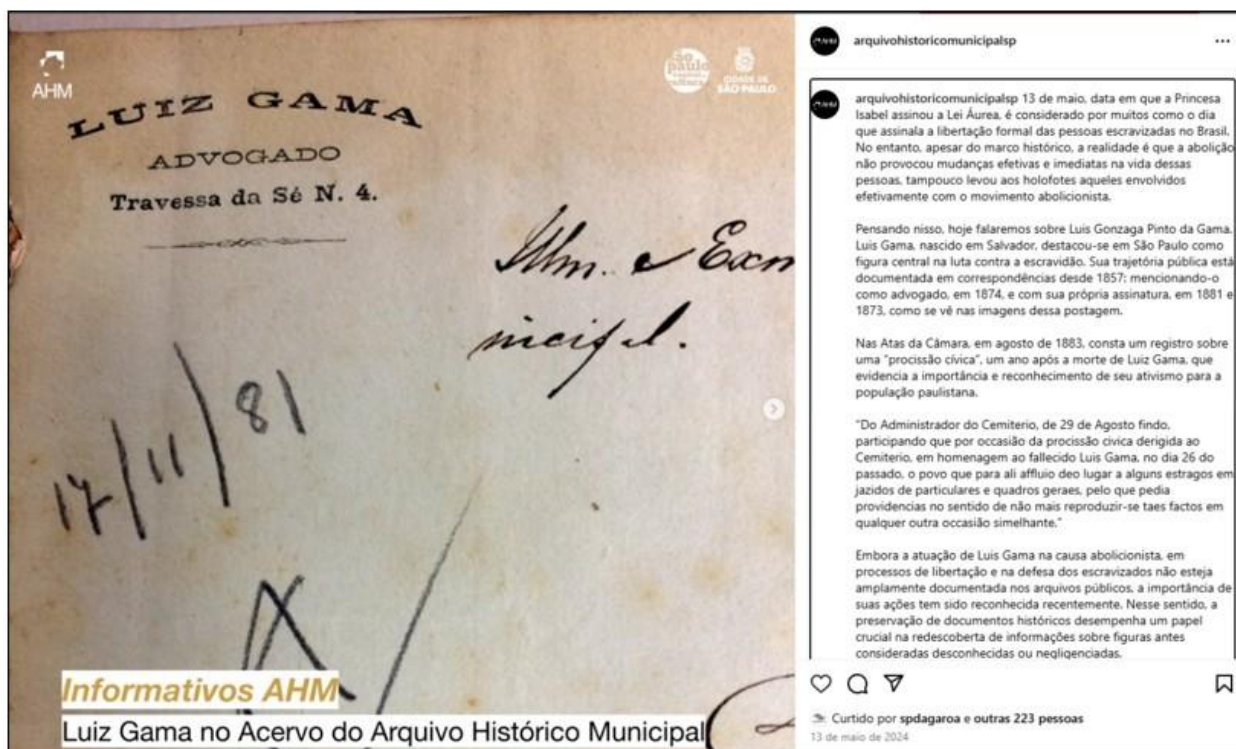 AHM
são paulo
CIDADE DE
SÃO PAULO
LUIZ GAMA
ADVOGADO
Travessa da Sé N. 4.
Illm. e Exm
nicipal.
17/11/81
Informativos AHM
Luiz Gama no Acervo do Arquivo Histórico Municipal
arquivohistoricomunicipalsp
arquivohistoricomunicipalsp 13 de maio, data em que a Princesa
Isabel assinou a Lei Áurea, é considerado por muitos como o dia
que assinala a libertação formal das pessoas escravizadas no Brasil.
No entanto, apesar do marco histórico, a realidade é que a abolição
não provocou mudanças efetivas e imediatas na vida dessas
pessoas, tampouco levou aos holofotes aqueles envolvidos
efetivamente com o movimento abolicionista.
Pensando nisso, hoje falaremos sobre Luis Gonzaga Pinto da Gama.
Luis Gama, nascido em Salvador, destacou-se em São Paulo como
figura central na luta contra a escravidão. Sua trajetória pública está
documentada em correspondências desde 1857; mencionando-o
como advogado, em 1874, e com sua própria assinatura, em 1881 e
1873, como se vê nas imagens dessa postagem.
Nas Atas da Câmara, em agosto de 1883, consta um registro sobre
uma "procissão cívica", um ano após a morte de Luiz Gama, que
evidencia a importância e reconhecimento de seu ativismo para a
população paulistana.
"Do Administrador do Cemiterio, de 29 de Agosto findo,
participando que por occasião da procissão civica derigida ao
Cemiterio, em homenagem ao fallecido Luis Gama, no dia 26 do
passado, o povo que para ali affluio deo lugar a alguns estragos em
jazidos de particulares e quadros geraes, pelo que pedia
providencias no sentido de não mais reproduzir-se taes factos em
qualquer outra occasião simelhante."
Embora a atuação de Luis Gama na causa abolicionista, em
processos de libertação e na defesa dos escravizados não esteja
amplamente documentada nos arquivos públicos, a importância de
suas ações tem sido reconhecida recentemente. Nesse sentido, a
preservação de documentos históricos desempenha um papel
crucial na redescoberta de informações sobre figuras antes
consideradas desconhecidas ou negligenciadas.
Curtido por spdagaroa e outras 223 pessoas
13 de maio de 2024